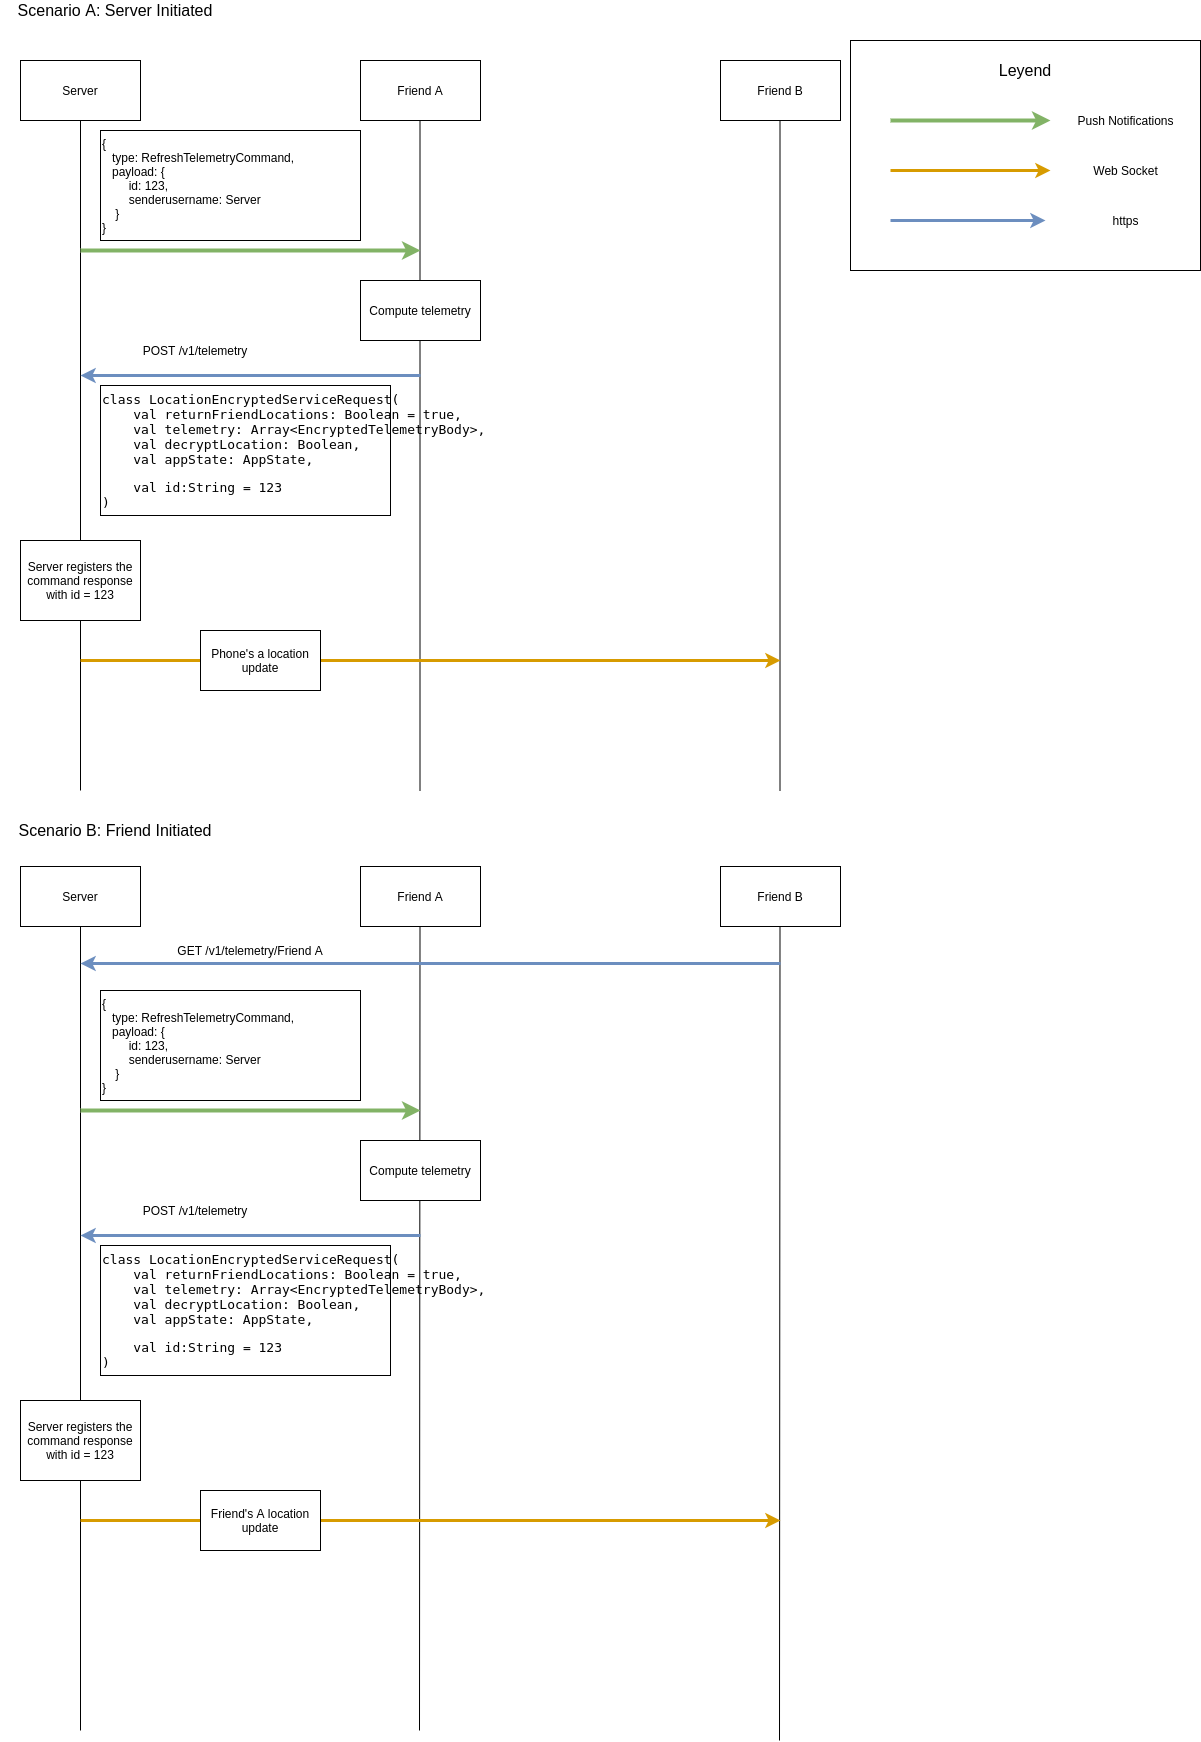 Scenario A: Server Initiated
Server
Friend A
Friend B
Leyend
Push Notifications
Web Socket
https
{
type: RefreshTelemetryCommand,
payload: {
id: 123,
senderusername: Server
}
}
Compute telemetry
POST /v1/telemetry
class LocationEncryptedServiceRequest(
val returnFriendLocations: Boolean = true,
val telemetry: Array<EncryptedTelemetryBody>,
val decryptLocation: Boolean,
val appState: AppState,
val id:String = 123
)
Server registers the
command response
with id = 123
Phone's a location
update
Scenario B: Friend Initiated
Server
Friend A
Friend B
GET /v1/telemetry/Friend A
{
type: RefreshTelemetryCommand,
payload: {
id: 123,
senderusername: Server
}
}
Compute telemetry
POST /v1/telemetry
class LocationEncryptedServiceRequest(
val returnFriendLocations: Boolean = true,
val telemetry: Array<EncryptedTelemetryBody>,
val decryptLocation: Boolean,
val appState: AppState,
val id:String = 123
)
Server registers the
command response
with id = 123
Friend's A location
update